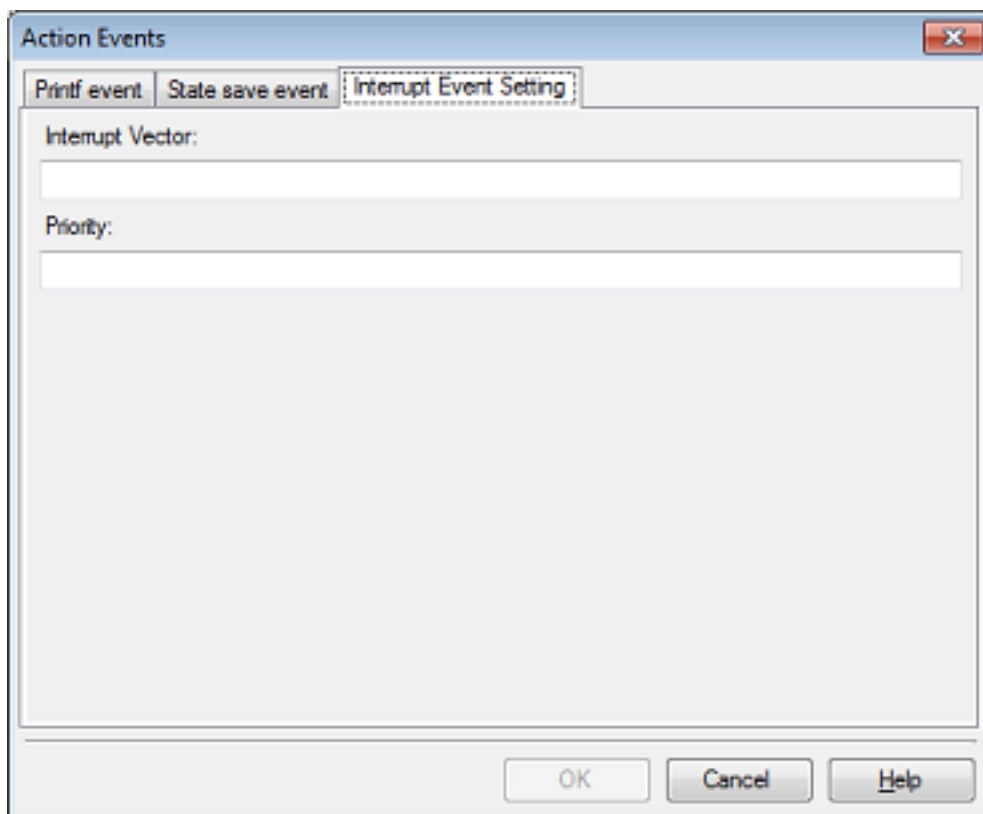 Action Events
Printf event State save event Interrupt Event Setting
Interrupt Vector:
Priority:
OK Cancel Help